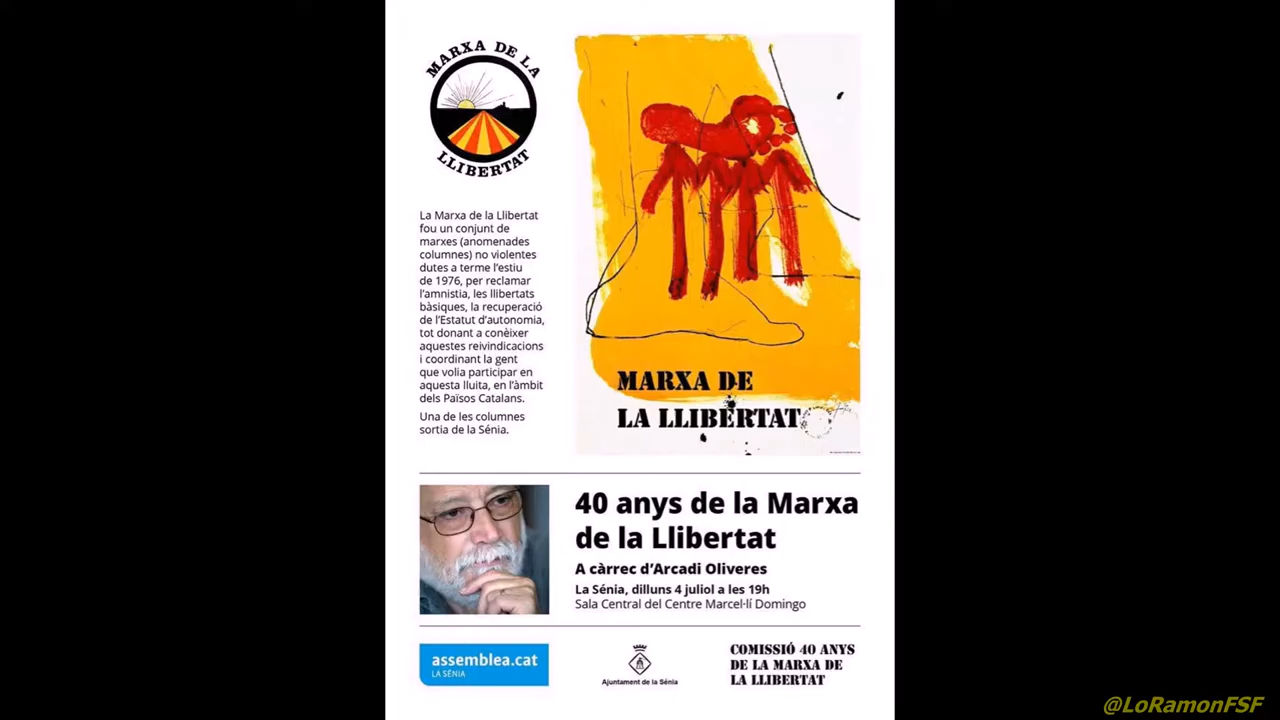 MARXA DE LA
LLIBERTAT
La Marxa de la Llibertat
fou un conjunt de
marxes (anomenades
columnes) no violentes
dutes a terme l'estiu
de 1976, per reclamar
l'amnistia, les llibertats
bàsiques, la recuperació
de l'Estatut d'autonomia,
tot donant a conèixer
aquestes reivindicacions
i coordinant la gent
que volia participar en
aquesta lluita, en l'àmbit
dels Països Catalans.
Una de les columnes
sortia de la Sénia.
MARXA DE
LA LLIBERTAT
40 anys de la Marxa
de la Llibertat
A càrrec d'Arcadi Oliveres
La Sénia, dilluns 4 juliol a les 19h
Sala Central del Centre Marcel·lí Domingo
assemblea.cat
LA SÉNIA
Ajuntament de la Sénia
COMISSIÓ 40 ANYS
DE LA MARXA DE
LA LLIBERTAT
@LoRamonFSF